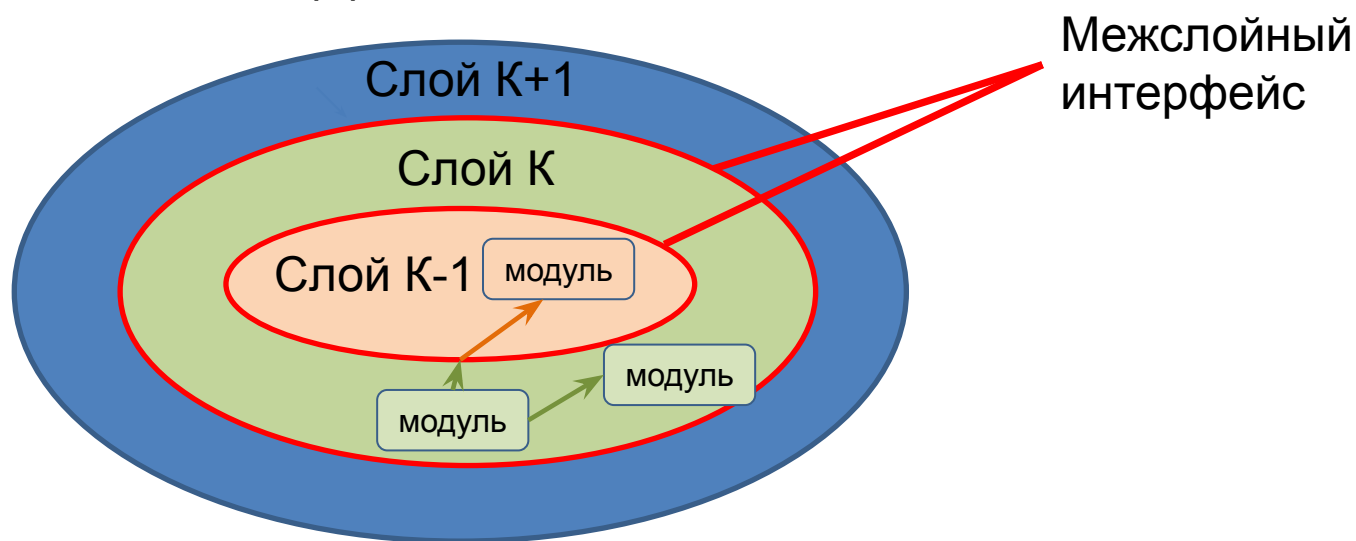 Межслойный
интерфейс
Слой К+1
Слой К
Слой К-1
модуль
модуль
модуль